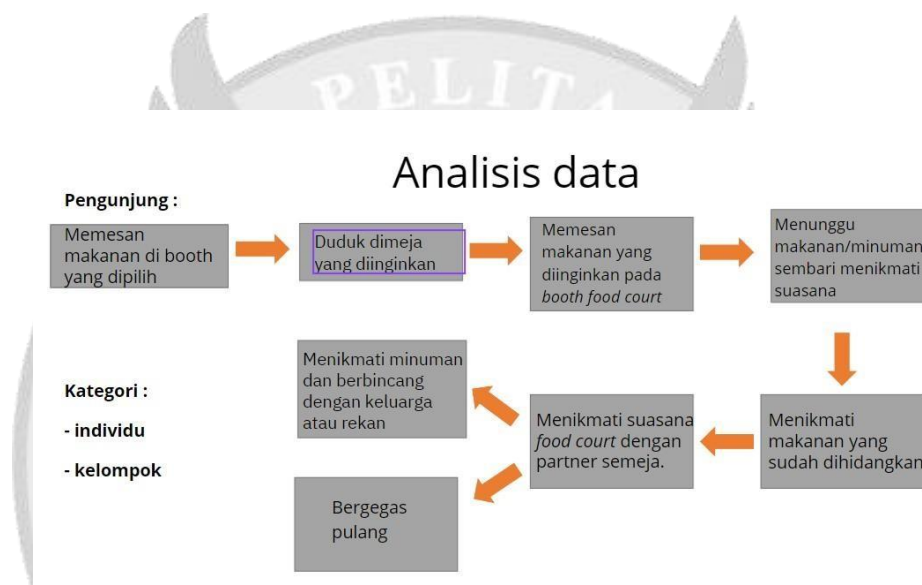 PELITA
Analisis data
Pengunjung :
Memesan
makanan di booth
yang dipilih
Duduk dimeja
yang diinginkan
Memesan
makanan yang
diinginkan pada
booth food court
Menunggu
makanan/minuman
sembari menikmati
suasana
Menikmati
makanan yang
sudah dihidangkan
Menikmati suasana
food court dengan
partner semeja.
Menikmati minuman
dan berbincang
dengan keluarga
atau rekan
Bergegas
pulang
Kategori :
- individu
- kelompok